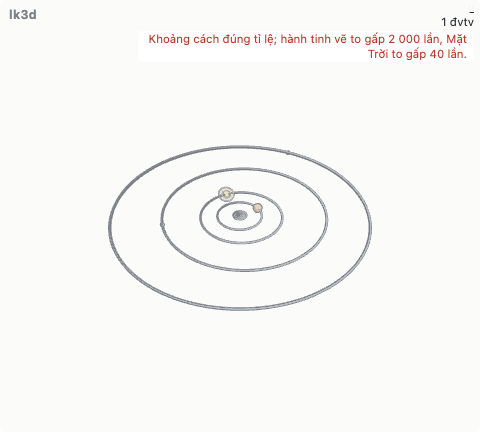 lk3d
1 đvtv
Khoảng cách đúng tỉ lệ; hành tinh vẽ to gấp 2 000 lần, Mặt
Trời to gấp 40 lần.